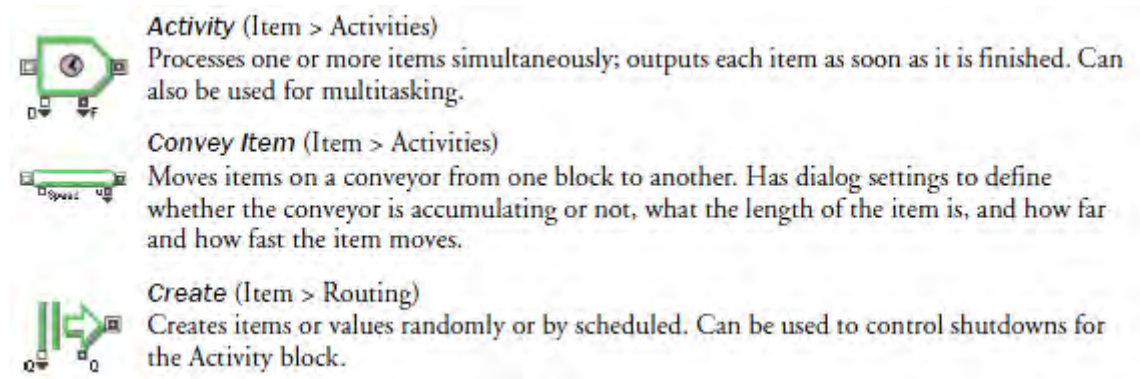 Activity (Item > Activities)
Processes one or more items simultaneously; outputs each item as soon as it is finished. Can
also be used for multitasking.
D F
Convey Item (Item > Activities)
Moves items on a conveyor from one block to another. Has dialog settings to define
Speed
whether the conveyor is accumulating or not, what the length of the item is, and how far
and how fast the item moves.
Create (Item > Routing)
Creates items or values randomly or by scheduled. Can be used to control shutdowns for
the Activity block.